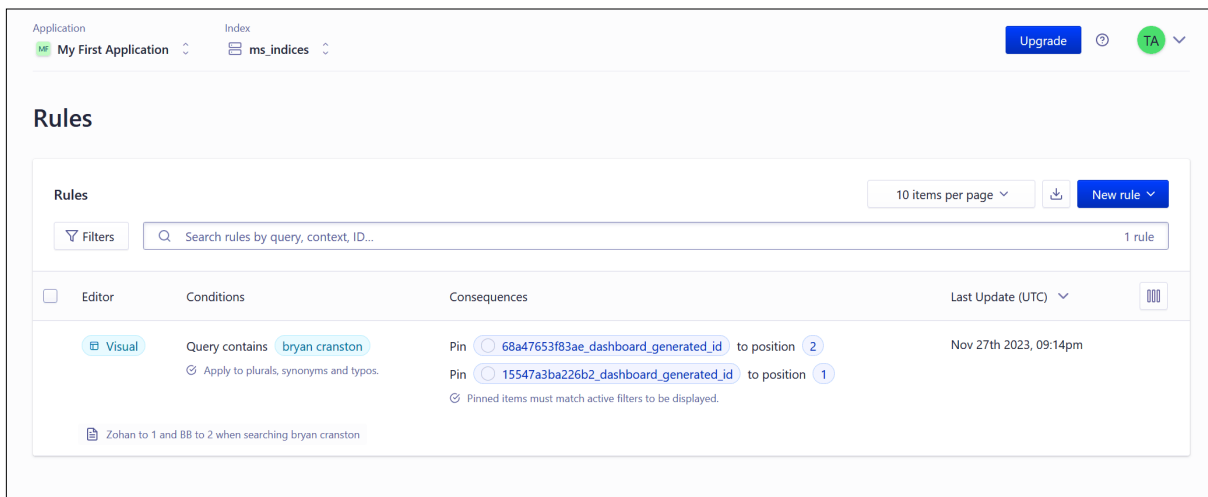 Application
Index
MF My First Application
ms_indices
Upgrade
TA
Rules
Rules
10 items per page
New rule
Filters
Search rules by query, context, ID...
1 rule
Editor
Conditions
Consequences
Last Update (UTC)
Visual
Query contains bryan cranston
Apply to plurals, synonyms and typos.
Pin 68a47653f83ae_dashboard_generated_id to position 2
Pin 15547a3ba226b2_dashboard_generated_id to position 1
Pinned items must match active filters to be displayed.
Nov 27th 2023, 09:14pm
Zohan to 1 and BB to 2 when searching bryan cranston